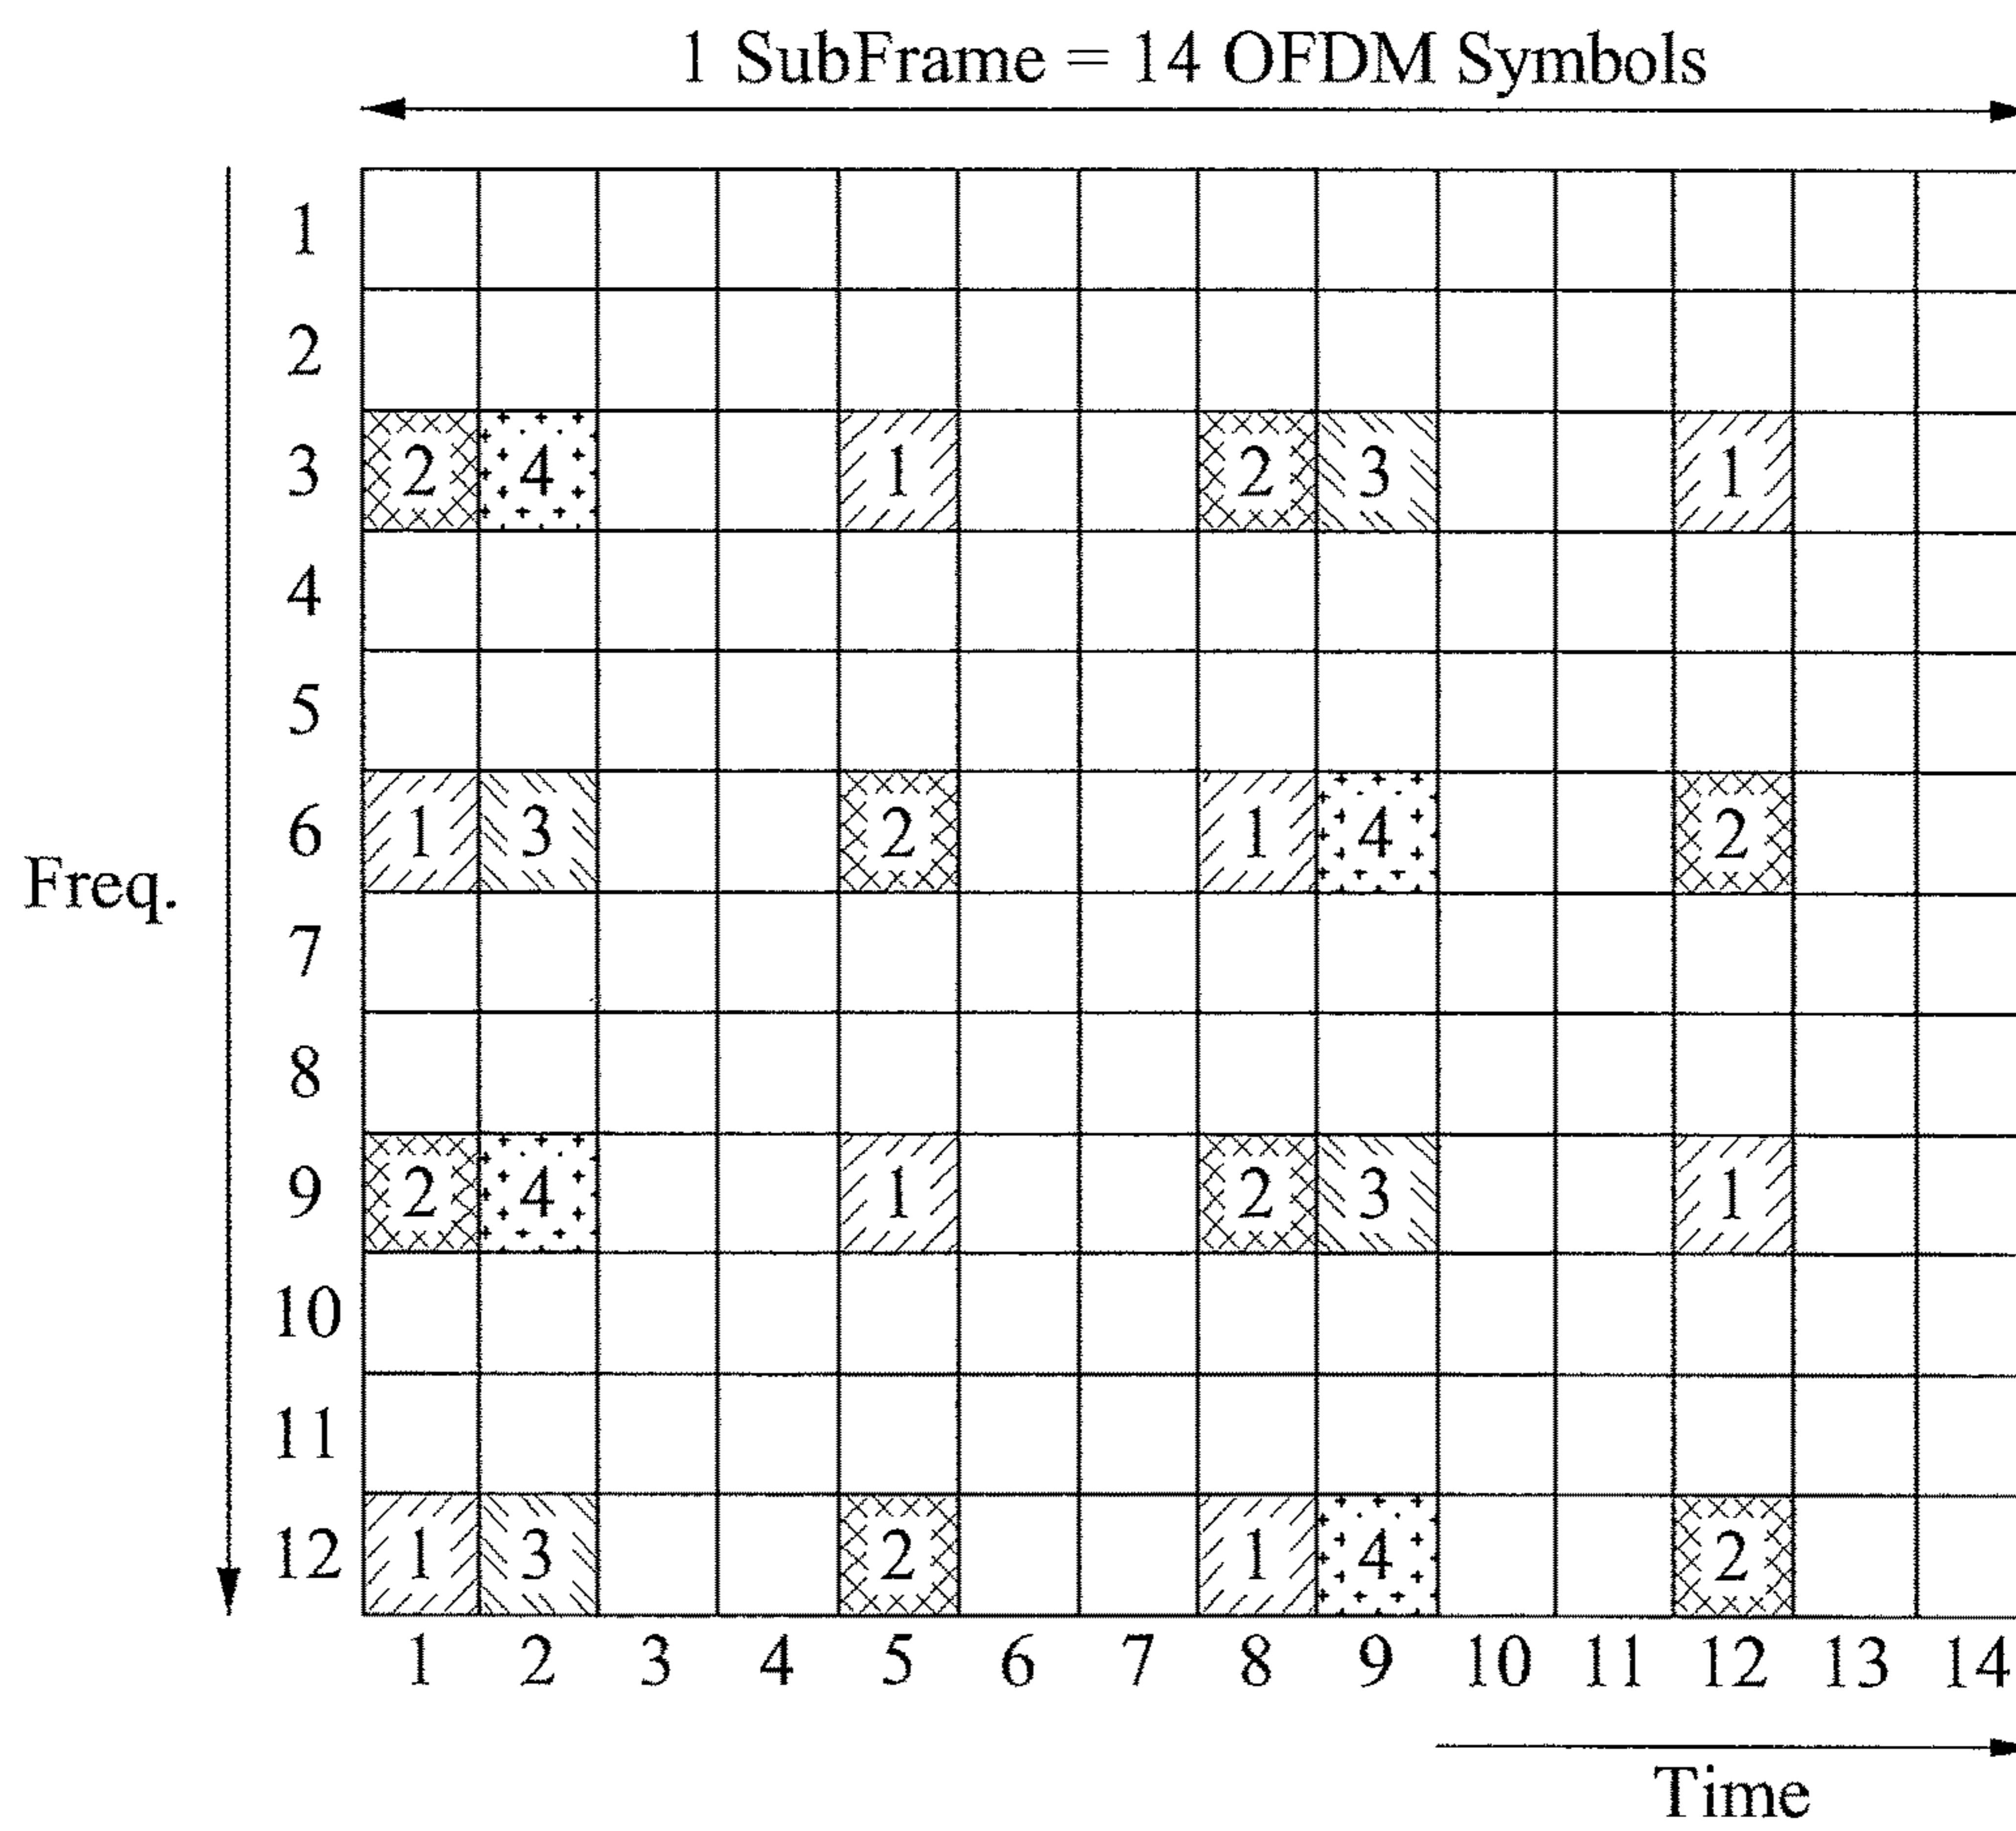 1 SubFrame = 14 OFDM Symbols
1
2
3 2 4 1 2 3 1
4
5
6 1 3 2 1 4 2
Freq.
7
8
9 2 4 1 2 3 1
10
11
12 1 3 2 1 4 2
1 2 3 4 5 6 7 8 9 10 11 12 13 14
Time